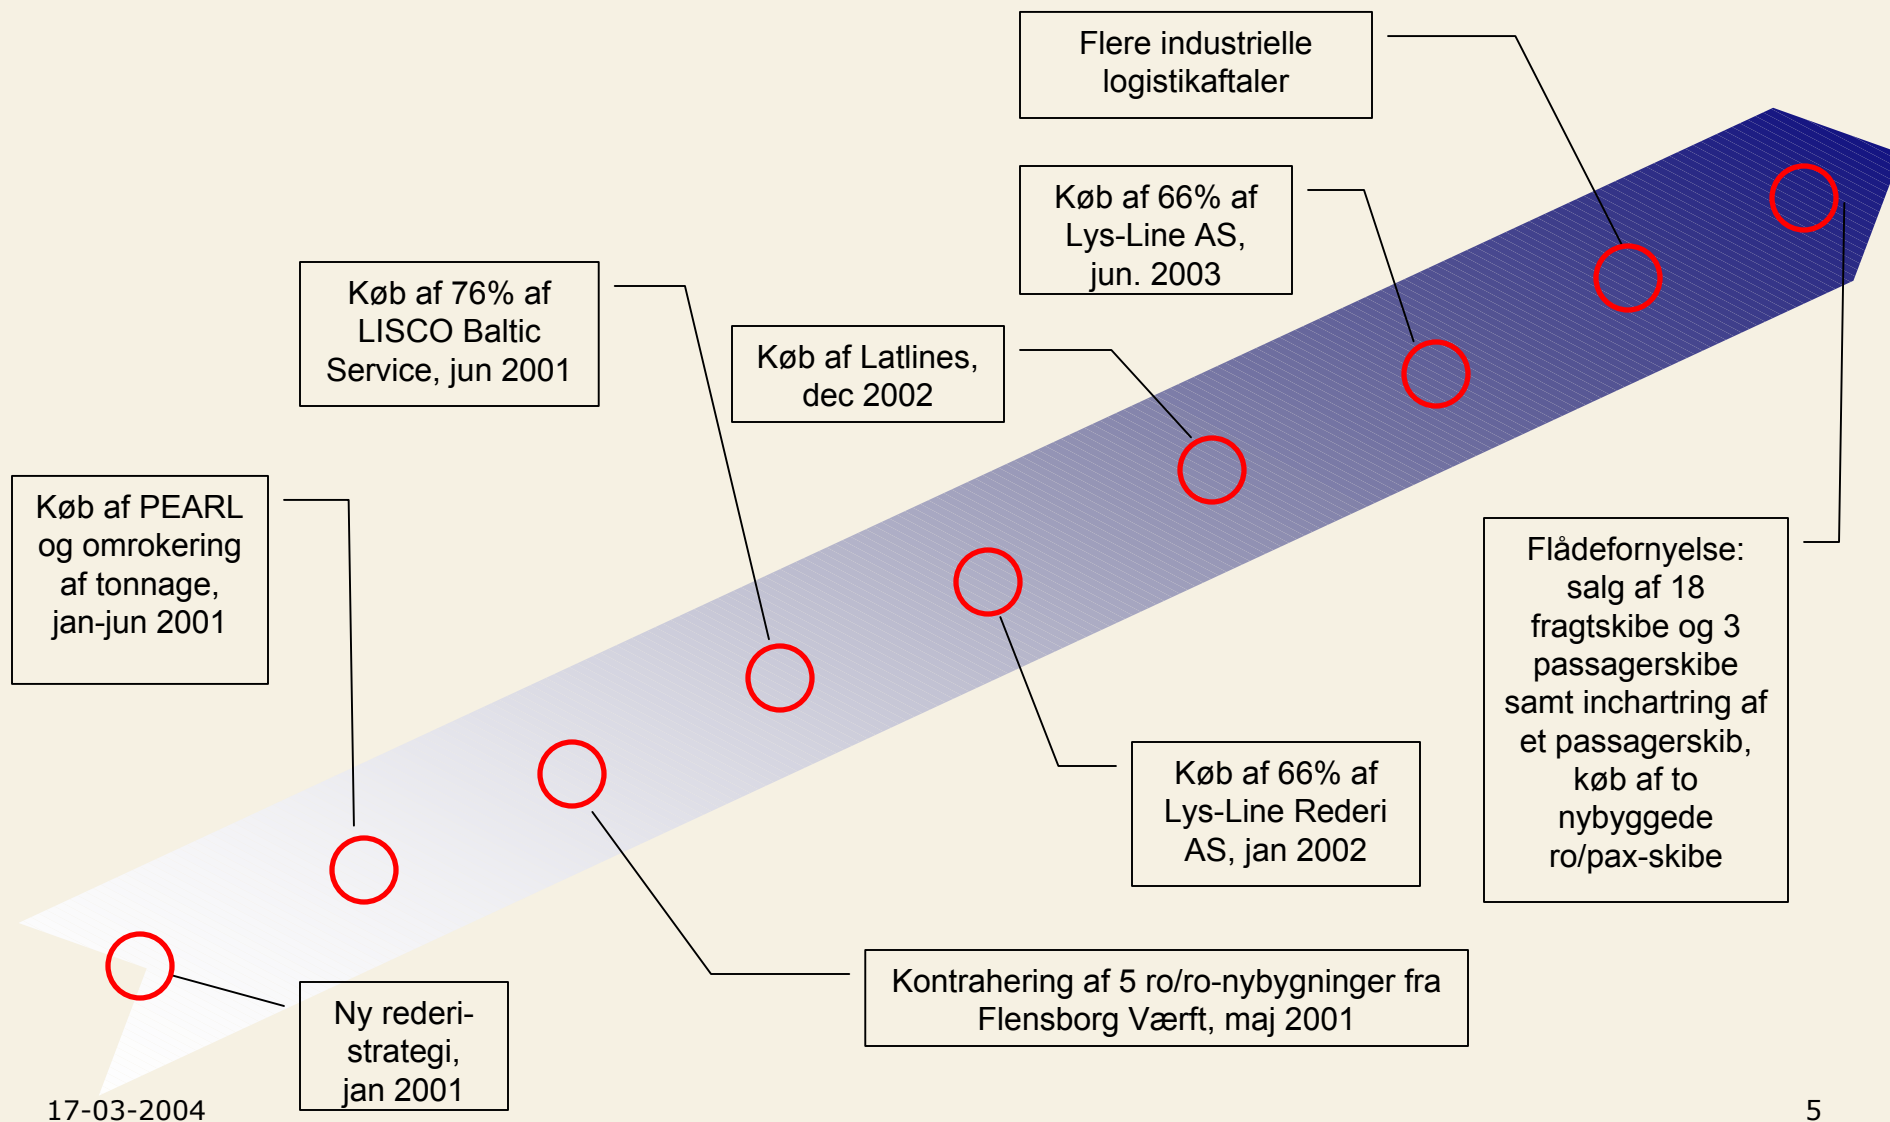 Flere industrielle
logistikaftaler
Køb af 66% af
Lys-Line AS,
jun. 2003
Køb af 76% af
LISCO Baltic
Service, jun 2001
Køb af Latlines,
dec 2002
Køb af PEARL
og omrokering
af tonnage,
jan-jun 2001
Flådefornyelse:
salg af 18
fragtskibe og 3
passagerskibe
samt inchartring af
et passagerskib,
køb af to
nybyggede
ro/pax-skibe
Køb af 66% af
Lys-Line Rederi
AS, jan 2002
Kontrahering af 5 ro/ro-nybygninger fra
Flensborg Værft, maj 2001
Ny rederi-
strategi,
jan 2001
17-03-2004
5